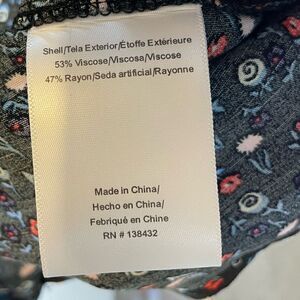 Shell/Tela Exterior/Étoffe Extérieure
53% Viscose/Viscosa/Viscose
47% Rayon/Seda artificial/Rayonne
Made in China/
Hecho en China/
Fabriqué en Chine
RN # 138432